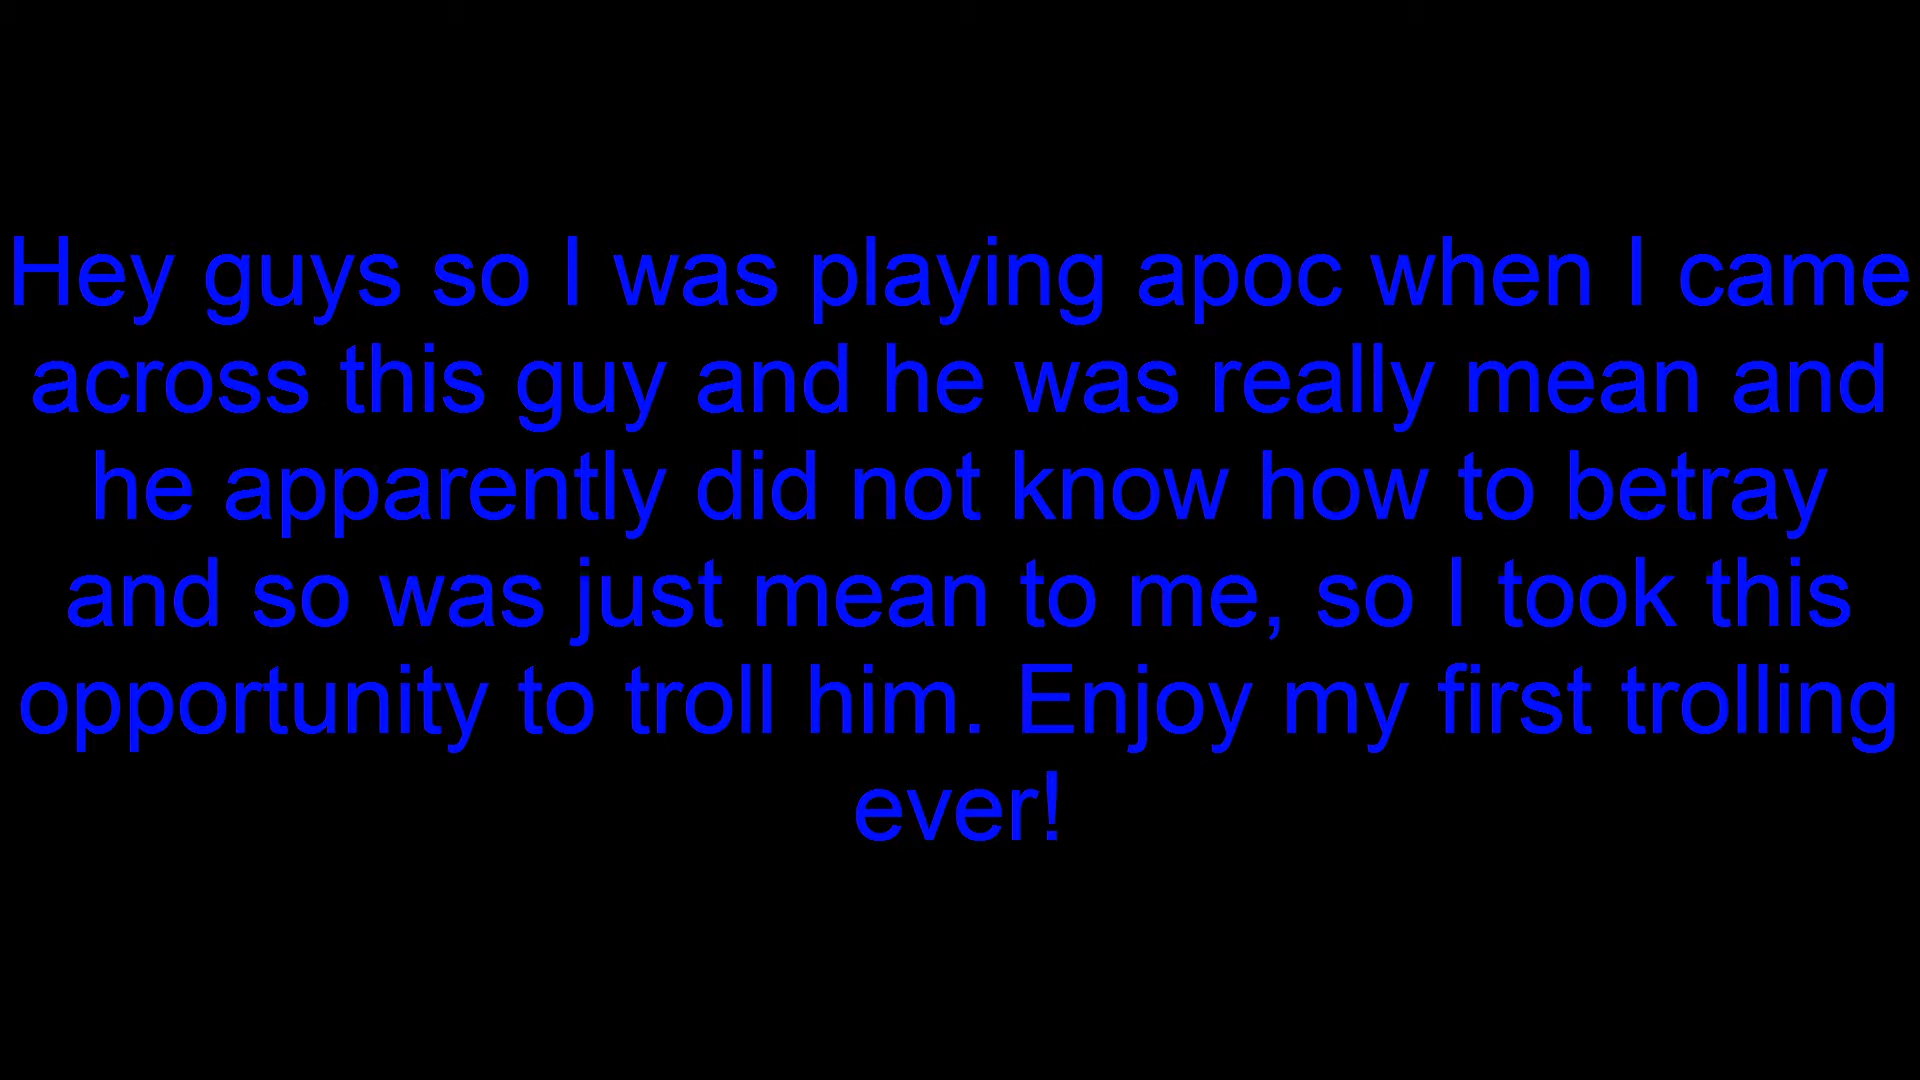 Hey guys so I was playing apoc when I came
across this guy and he was really mean and
he apparently did not know how to betray
and so was just mean to me, so I took this
opportunity to troll him. Enjoy my first trolling
ever!